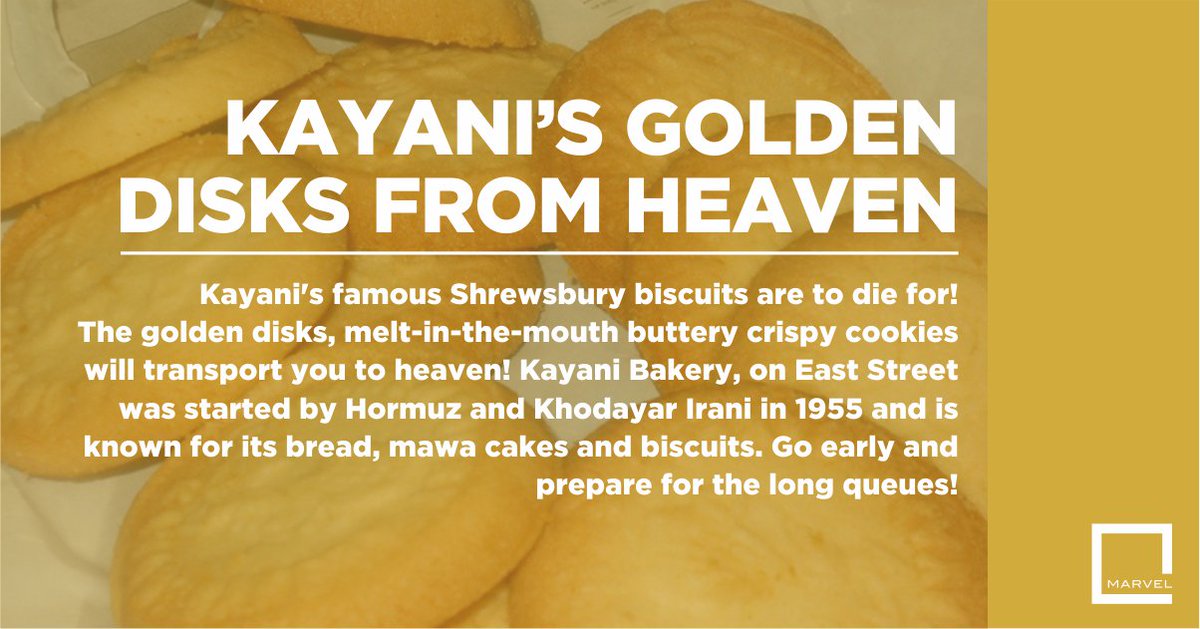 KAYANI’S GOLDEN
DISKS FROM HEAVEN
Kayani's famous Shrewsbury biscuits are to die for!
The golden disks, melt-in-the-mouth buttery crispy cookies
will transport you to heaven! Kayani Bakery, on East Street
was started by Hormuz and Khodayar Irani in 1955 and is
known for its bread, mawa cakes and biscuits. Go early and
prepare for the long queues!
MARVEL